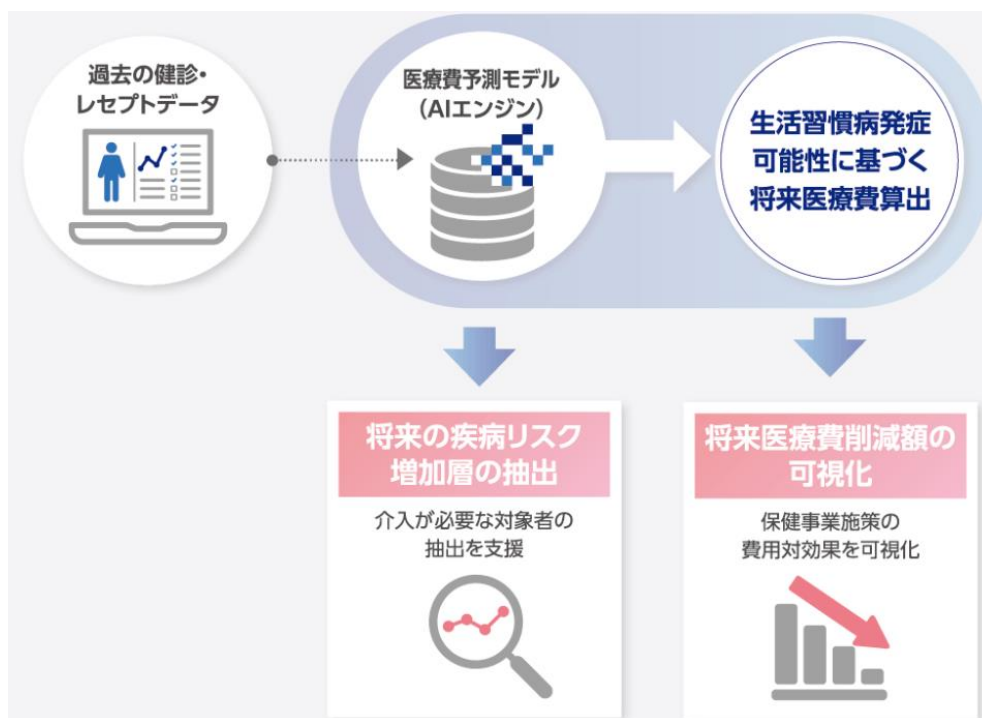 過去の健診・
レセプトデータ
医療費予測モデル
(AIエンジン)
生活習慣病発症
可能性に基づく
将来医療費算出
将来の疾病リスク
増加層の抽出
介入が必要な対象者の
抽出を支援
将来医療費削減額の
可視化
保健事業施策の
費用対効果を可視化